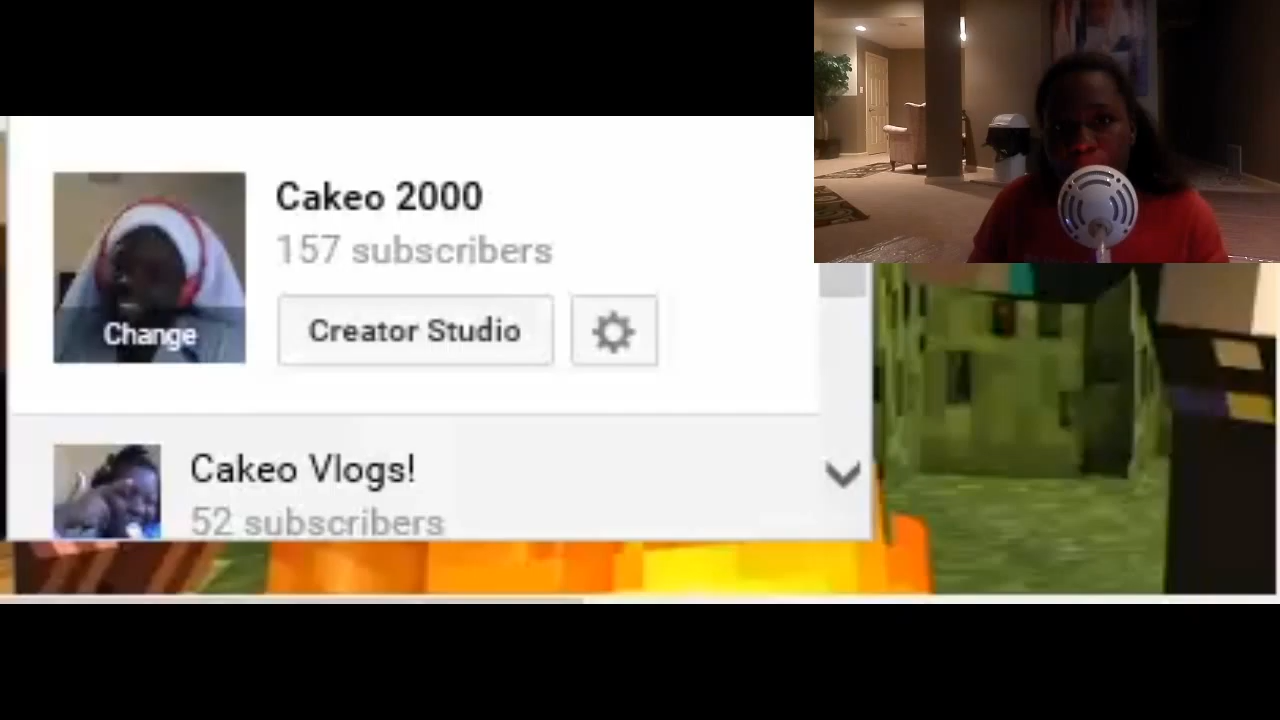 Cakeo 2000
157 subscribers
Change
Creator Studio
Cakeo Vlogs!
52 subscribers